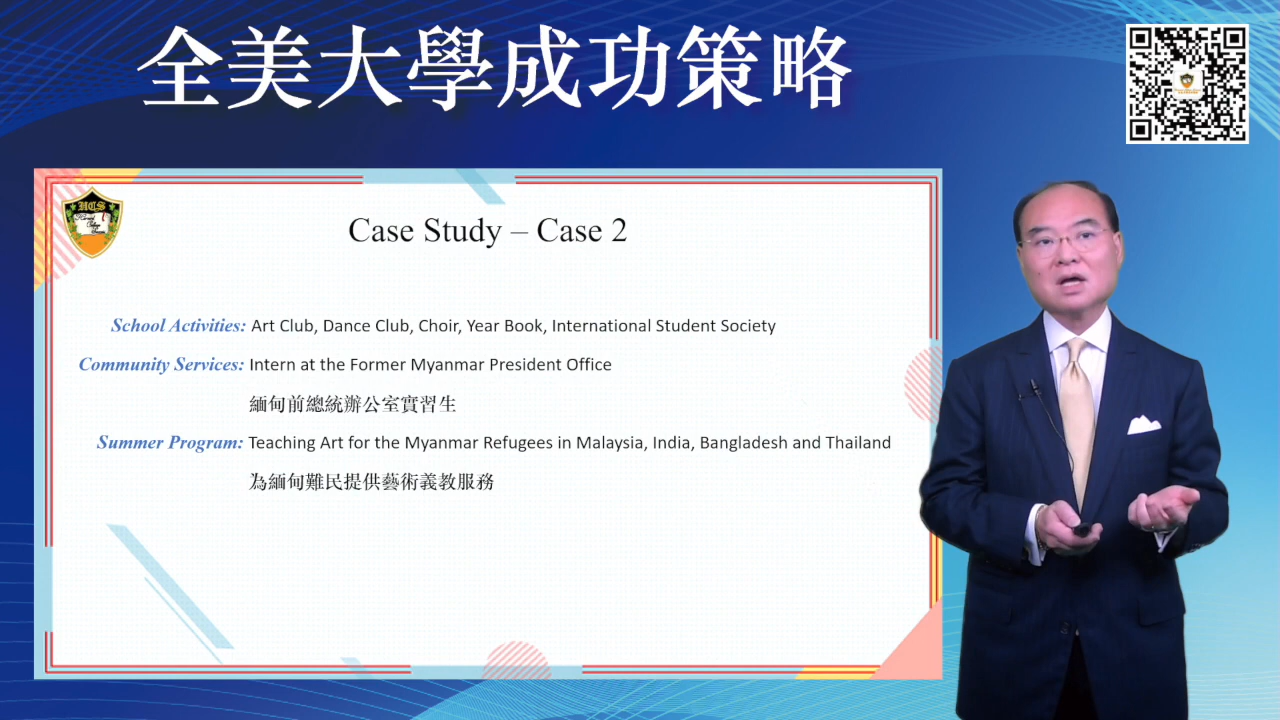 全美大學成功策略
HCS
Case Study – Case 2
School Activities: Art Club, Dance Club, Choir, Year Book, International Student Society
Community Services: Intern at the Former Myanmar President Office
緬甸前總統辦公室實習生
Summer Program: Teaching Art for the Myanmar Refugees in Malaysia, India, Bangladesh and Thailand
為緬甸難民提供藝術義教服務